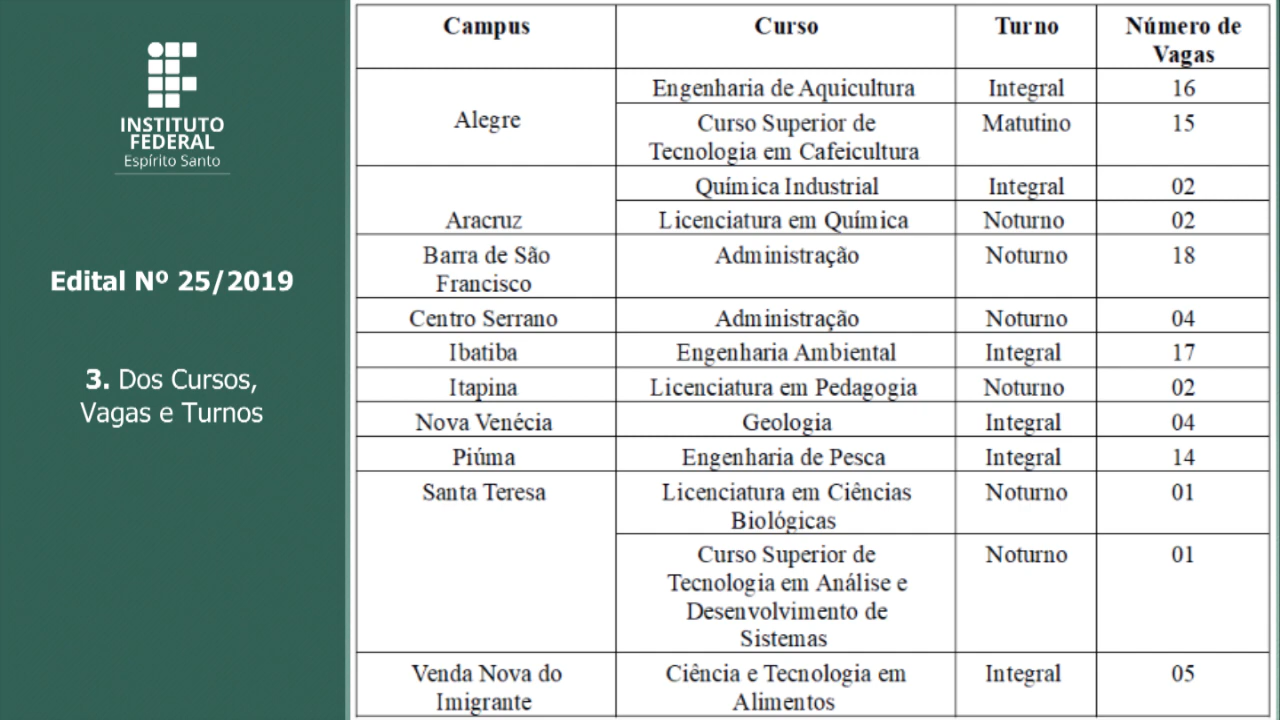 INSTITUTO
FEDERAL
Espírito Santo
Edital Nº 25/2019
3. Dos Cursos,
Vagas e Turnos
Campus Curso Turno Número de
Vagas
Alegre
Engenharia de Aquicultura Integral 16
Curso Superior de Matutino 15
Tecnologia em Cafeicultura
Química Industrial Integral 02
Aracruz Licenciatura em Química Noturno 02
Barra de São Administração Noturno 18
Francisco
Centro Serrano Administração Noturno 04
Ibatiba Engenharia Ambiental Integral 17
Itapina Licenciatura em Pedagogia Noturno 02
Nova Venécia Geologia Integral 04
Piúma Engenharia de Pesca Integral 14
Santa Teresa Licenciatura em Ciências Noturno 01
Biológicas
Curso Superior de Noturno 01
Tecnologia em Análise e
Desenvolvimento de
Sistemas
Venda Nova do Ciência e Tecnologia em Integral 05
Imigrante Alimentos